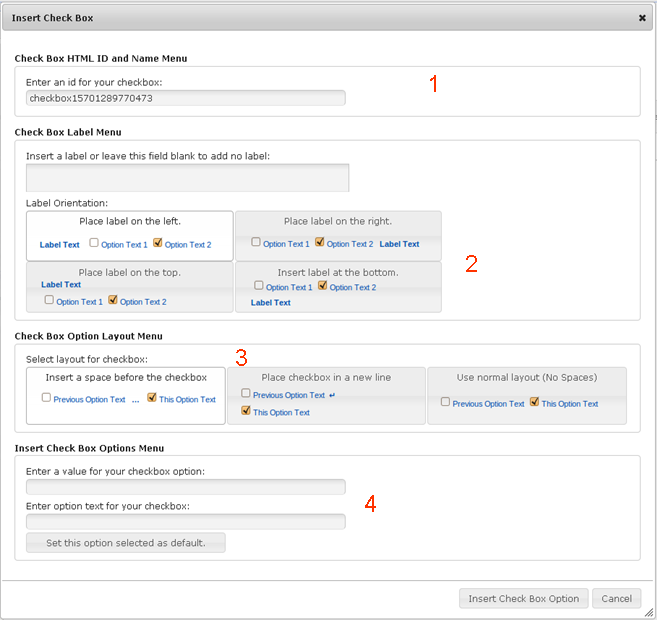 Insert Check Box
Check Box HTML ID and Name Menu
Enter an id for your checkbox:
1
checkbox15701289770473
Check Box Label Menu
Insert a label or leave this field blank to add no label:
Label Orientation:
Place label on the left. Place label on the right.
Label Text Option Text 1 Option Text 2 Option Text 1 Option Text 2 Label Text
2
Place label on the top. Insert label at the bottom.
Label Text Option Text 1 Option Text 2
Option Text 1 Option Text 2 Label Text
Check Box Option Layout Menu
Select layout for checkbox: 3
Insert a space before the checkbox Place checkbox in a new line Use normal layout (No Spaces)
Previous Option Text ... This Option Text Previous Option Text ↵ Previous Option Text This Option Text
This Option Text
Insert Check Box Options Menu
Enter a value for your checkbox option:
Enter option text for your checkbox: 4
Set this option selected as default.
Insert Check Box Option Cancel